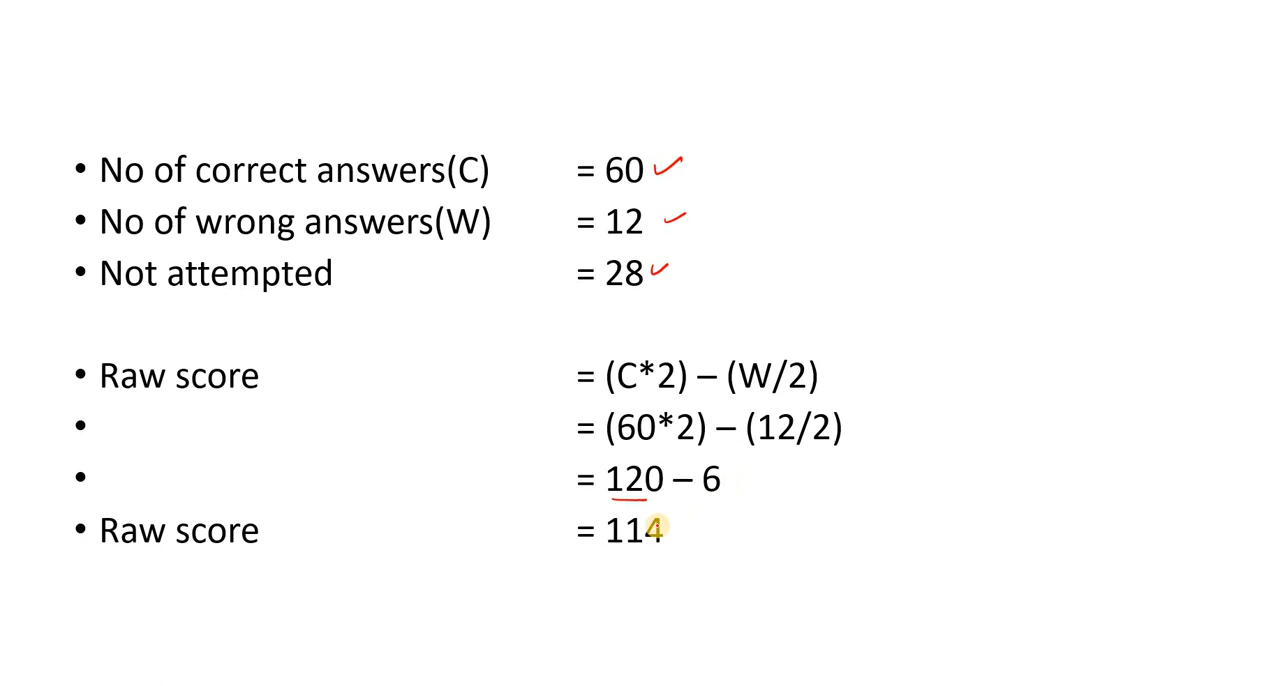 • No of correct answers(C) = 60
• No of wrong answers(W) = 12
• Not attempted = 28
• Raw score = (C*2) – (W/2)
• = (60*2) – (12/2)
• = 120 – 6
• Raw score = 114